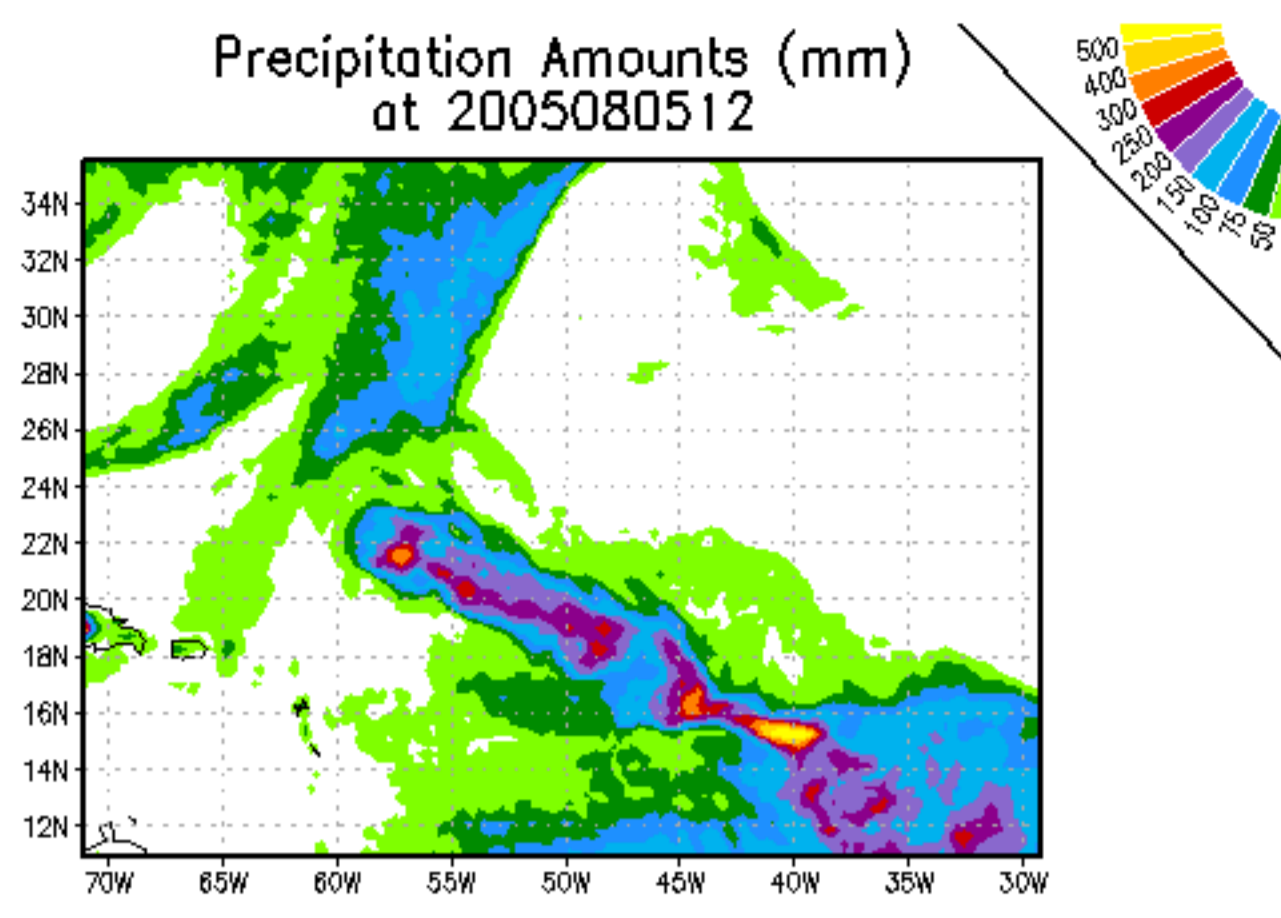 Precipitation Amounts (mm)
at 2005080512
500
400
300
250
200
150
100
75
50
34N
32N
30N
28N
26N
24N
22N
20N
18N
16N
14N
12N
70W 65W 60W 55W 50W 45W 40W 35W 30W